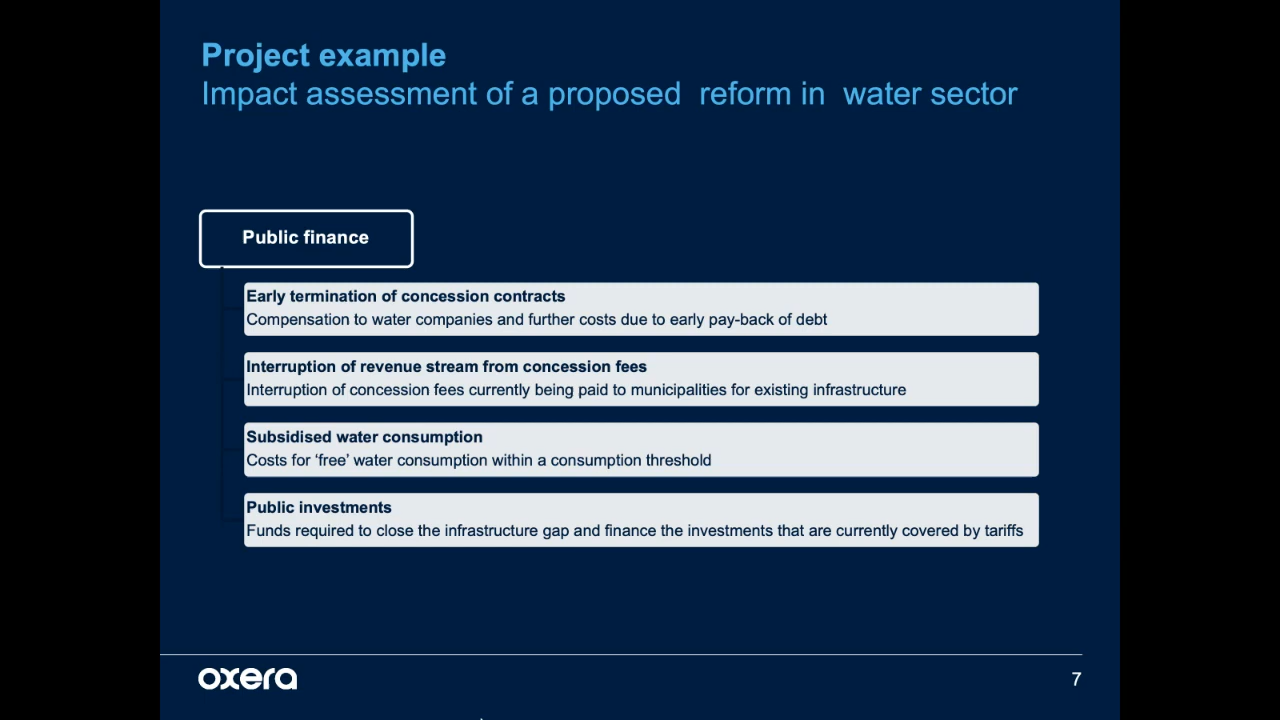 Project example
Impact assessment of a proposed  reform in  water sector
Public finance
Early termination of concession contracts
Compensation to water companies and further costs due to early pay-back of debt
Interruption of revenue stream from concession fees
Interruption of concession fees currently being paid to municipalities for existing infrastructure
Subsidised water consumption
Costs for ‘free’ water consumption within a consumption threshold
Public investments
Funds required to close the infrastructure gap and finance the investments that are currently covered by tariffs
oxera
7